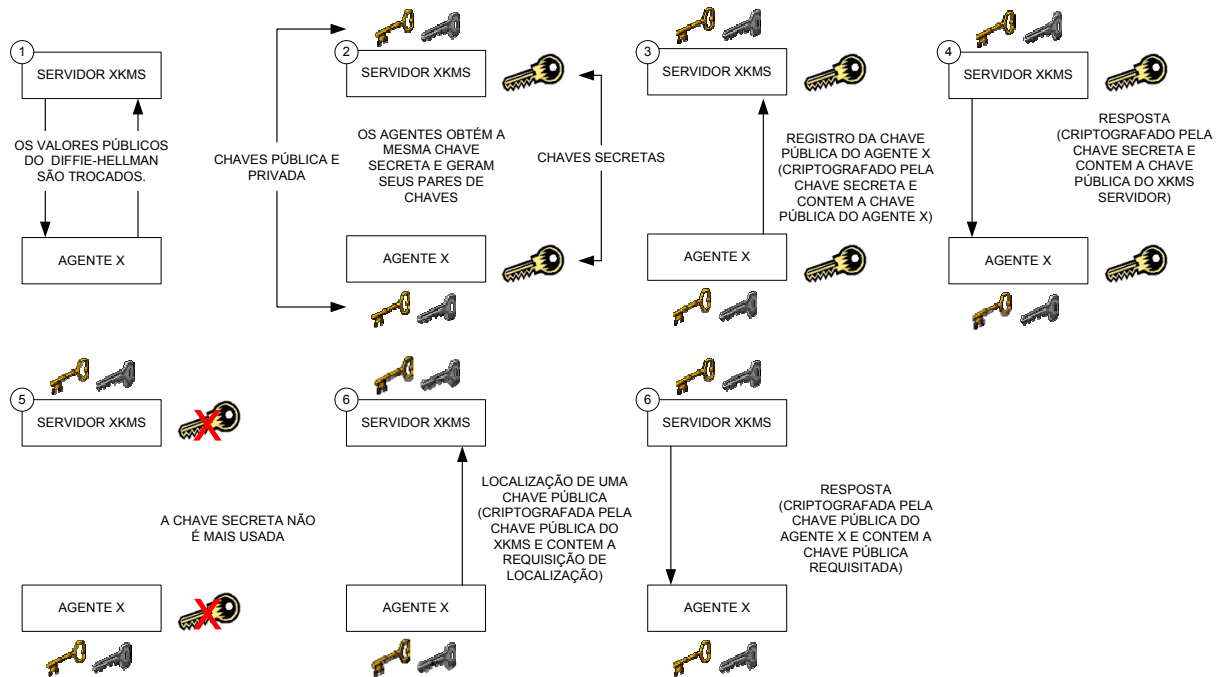 1
SERVIDOR XKMS
OS VALORES PÚBLICOS
DO DIFFIE-HELLMAN
SÃO TROCADOS.
AGENTE X
CHAVES PÚBLICA E
PRIVADA
2
SERVIDOR XKMS
OS AGENTES OBTÉM A
MESMA CHAVE
SECRETA E GERAM
SEUS PARES DE
CHAVES
AGENTE X
CHAVES SECRETAS
3
SERVIDOR XKMS
REGISTRO DA CHAVE
PÚBLICA DO AGENTE X
(CRIPTOGRAFADO PELA
CHAVE SECRETA E
CONTEM A CHAVE
PÚBLICA DO AGENTE X)
AGENTE X
4
SERVIDOR XKMS
RESPOSTA
(CRIPTOGRAFADO PELA
CHAVE SECRETA E
CONTEM A CHAVE
PÚBLICA DO XKMS
SERVIDOR)
AGENTE X
5
SERVIDOR XKMS
A CHAVE SECRETA NÃO
É MAIS USADA
AGENTE X
6
SERVIDOR XKMS
LOCALIZAÇÃO DE UMA
CHAVE PÚBLICA
(CRIPTOGRAFADA PELA
CHAVE PÚBLICA DO
XKMS E CONTEM A
REQUISIÇÃO DE
LOCALIZAÇÃO)
AGENTE X
6
SERVIDOR XKMS
RESPOSTA
(CRIPTOGRAFADA PELA
CHAVE PÚBLICA DO
AGENTE X E CONTEM A
CHAVE PÚBLICA
REQUISITADA)
AGENTE X